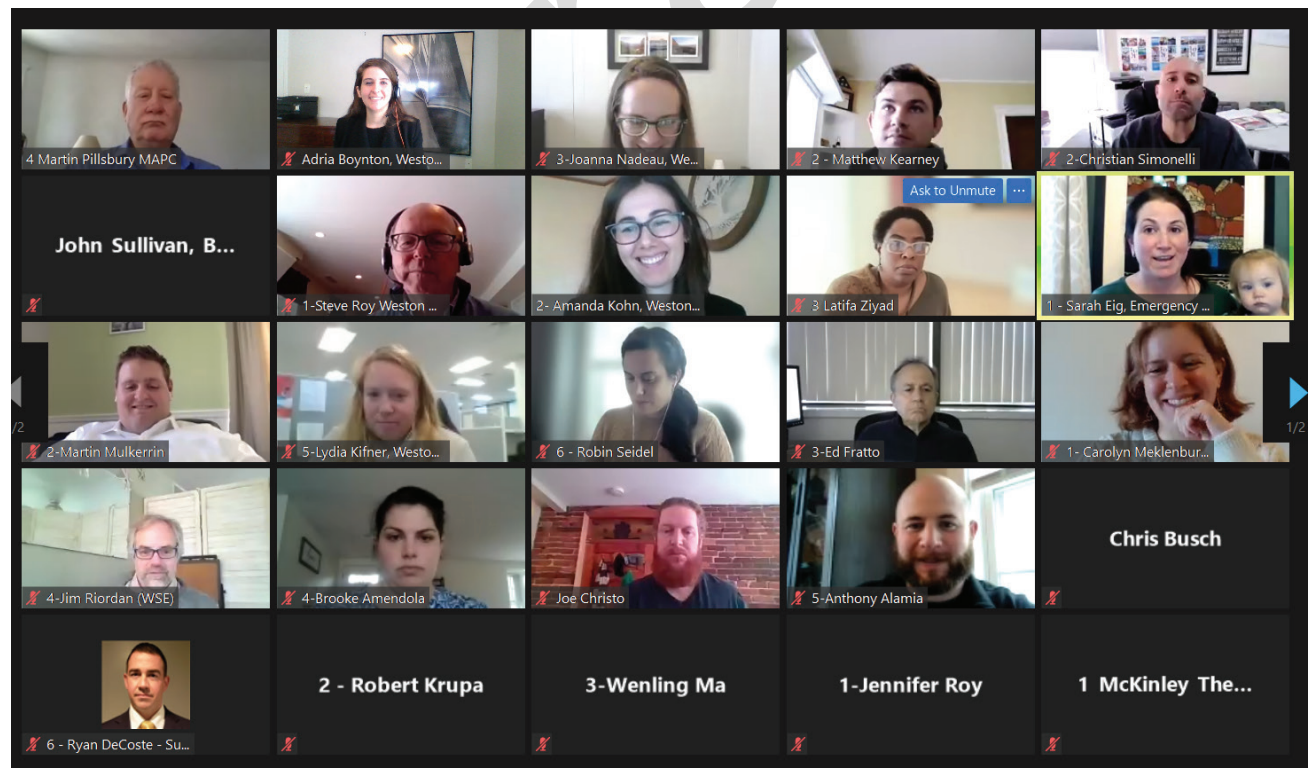 4 Martin Pillsbury MAPC
Adria Boynton, Westo...
3-Joanna Nadeau, We...
2 - Matthew Kearney
2-Christian Simonelli
John Sullivan, B...
1-Steve Roy Weston ...
2- Amanda Kohn, Weston...
Ask to Unmute ...
3 Latifa Ziyad
1 - Sarah Eig, Emergency ...
/2
2-Martin Mulkerrin
5-Lydia Kifner, Westo...
6 - Robin Seidel
3-Ed Fratto
1- Carolyn Meklenbur...
1/2
4-Jim Riordan (WSE)
4-Brooke Amendola
Joe Christo
5-Anthony Alamia
Chris Busch
6 - Ryan DeCoste - Su...
2 - Robert Krupa
3-Wenling Ma
1-Jennifer Roy
1 McKinley The...